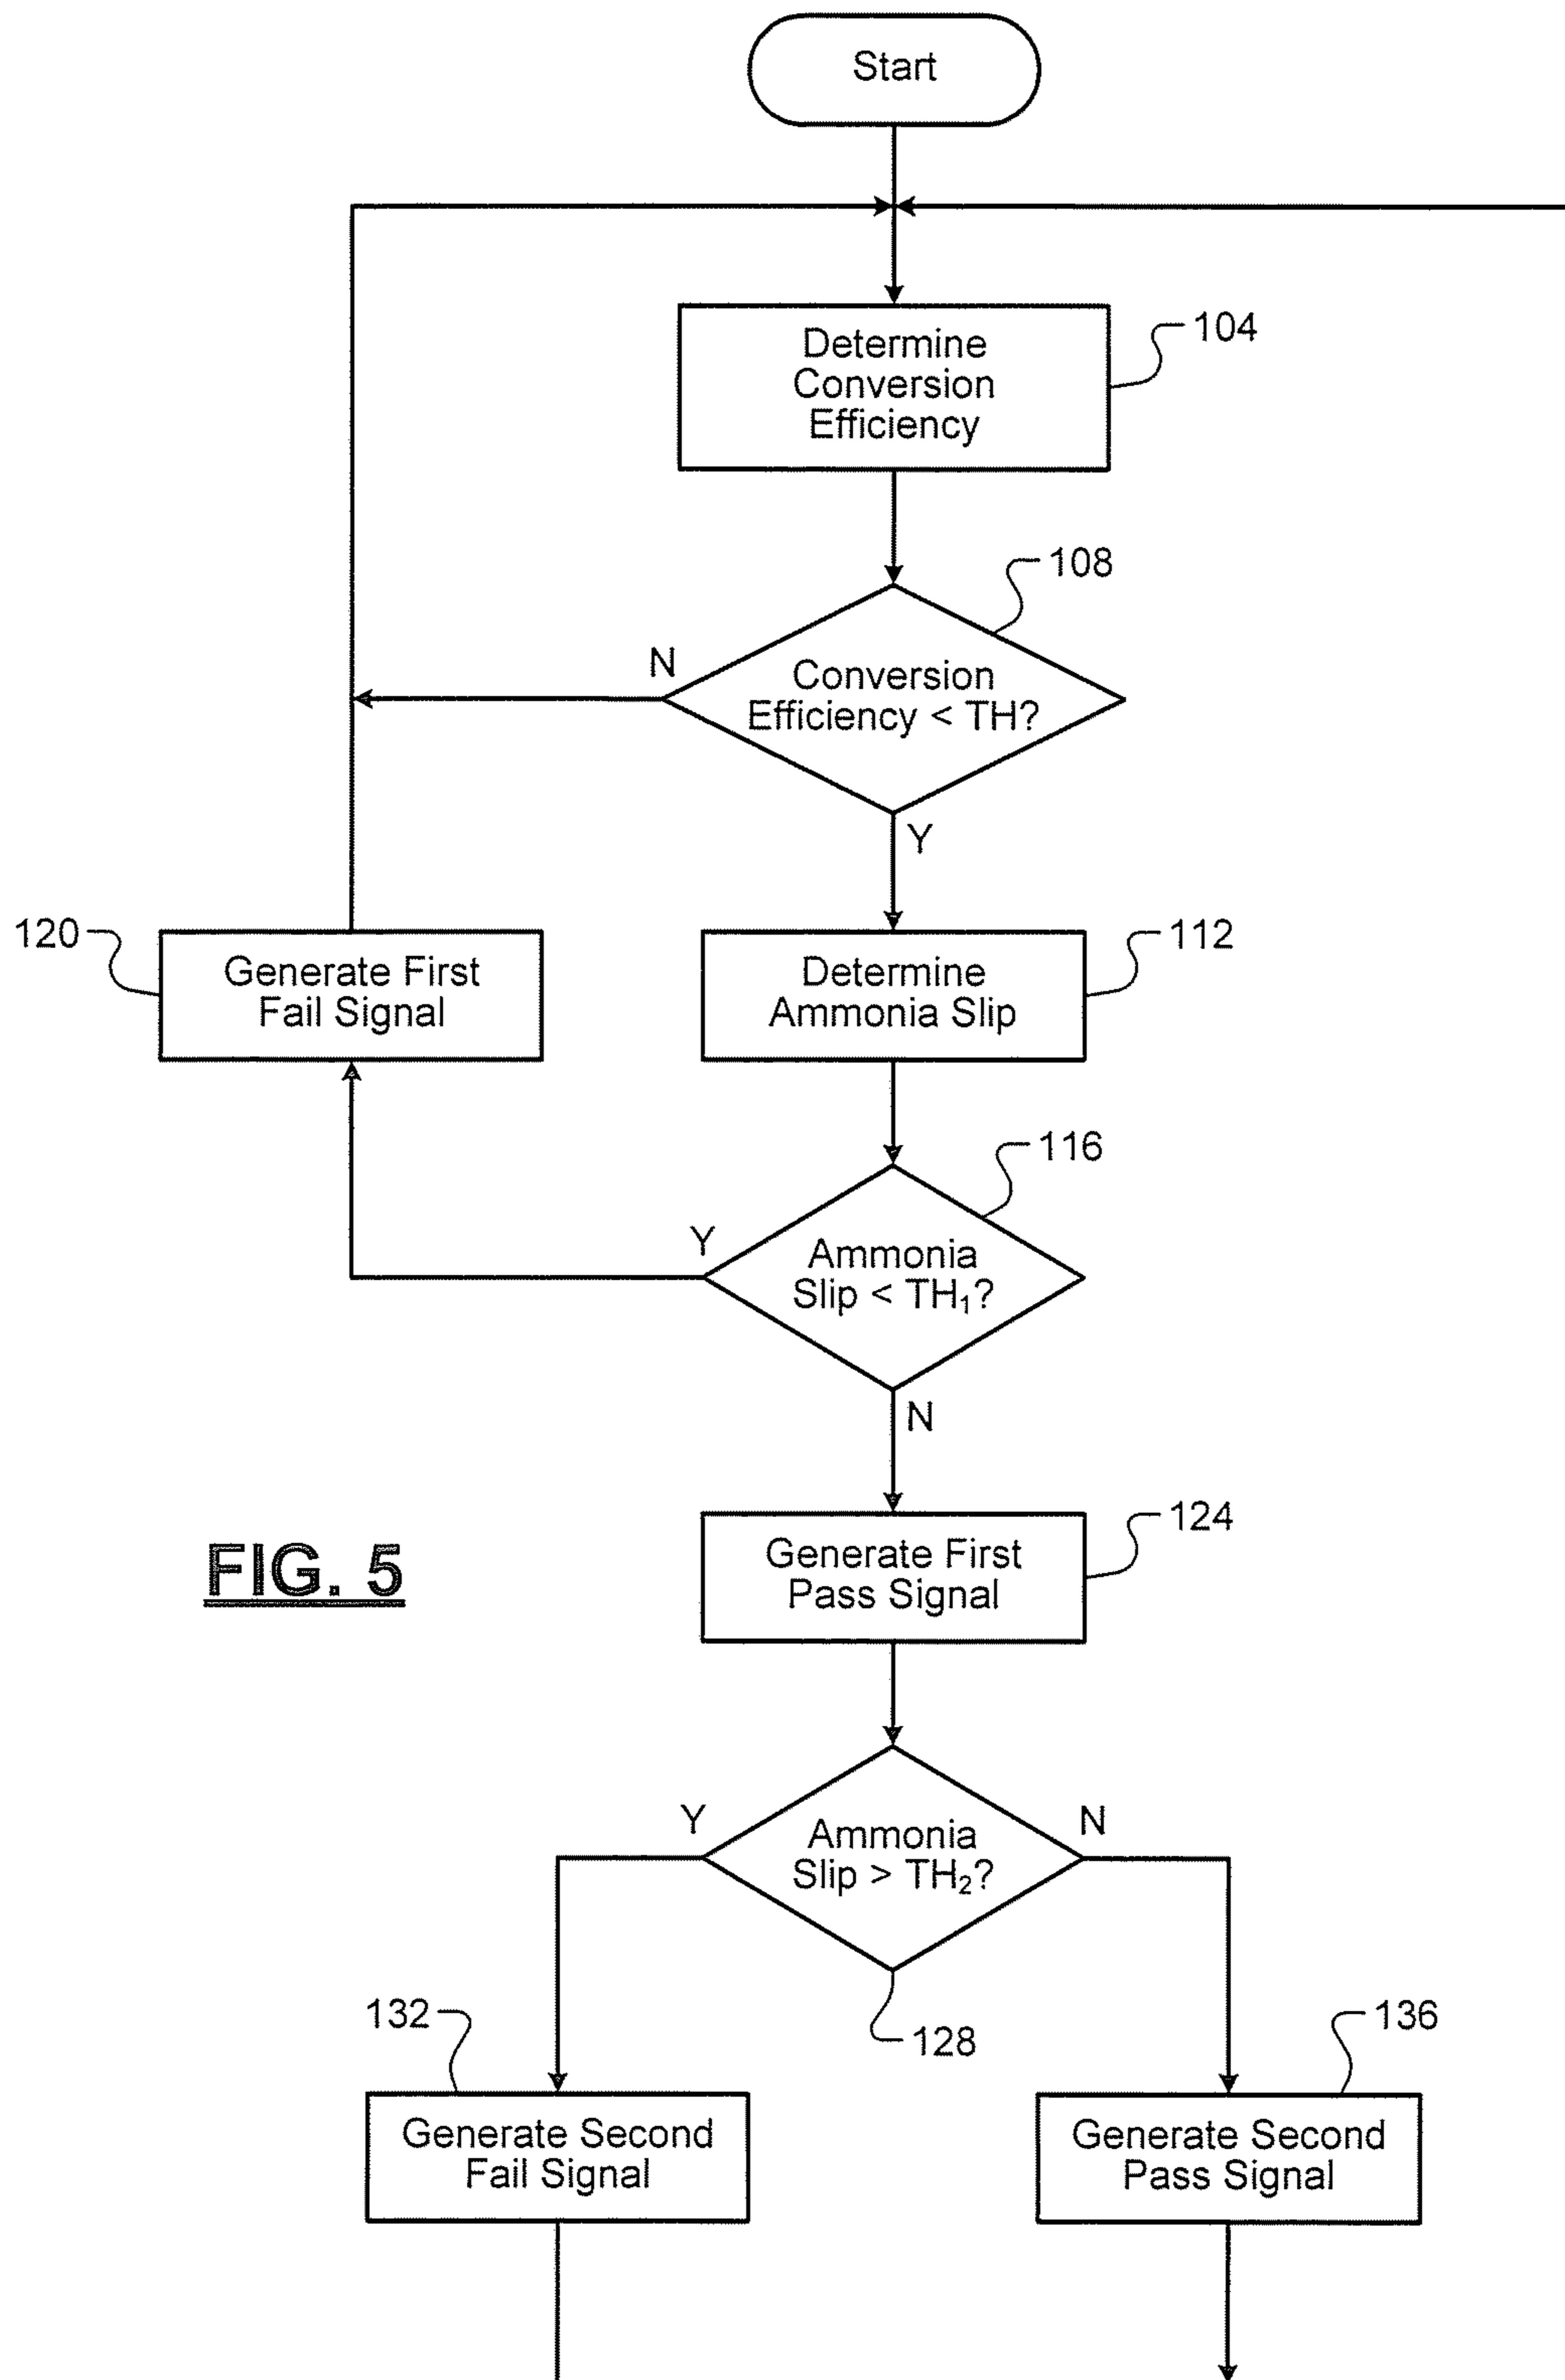 Start
Determine
Conversion
Efficiency
104
108
N
Conversion
Efficiency < TH?
Y
120
Generate First
Fail Signal
Determine
Ammonia Slip
112
116
Y
Ammonia
Slip < TH₁?
N
124
Generate First
Pass Signal
FIG. 5
Y
Ammonia
Slip > TH₂?
N
132
128
136
Generate Second
Fail Signal
Generate Second
Pass Signal